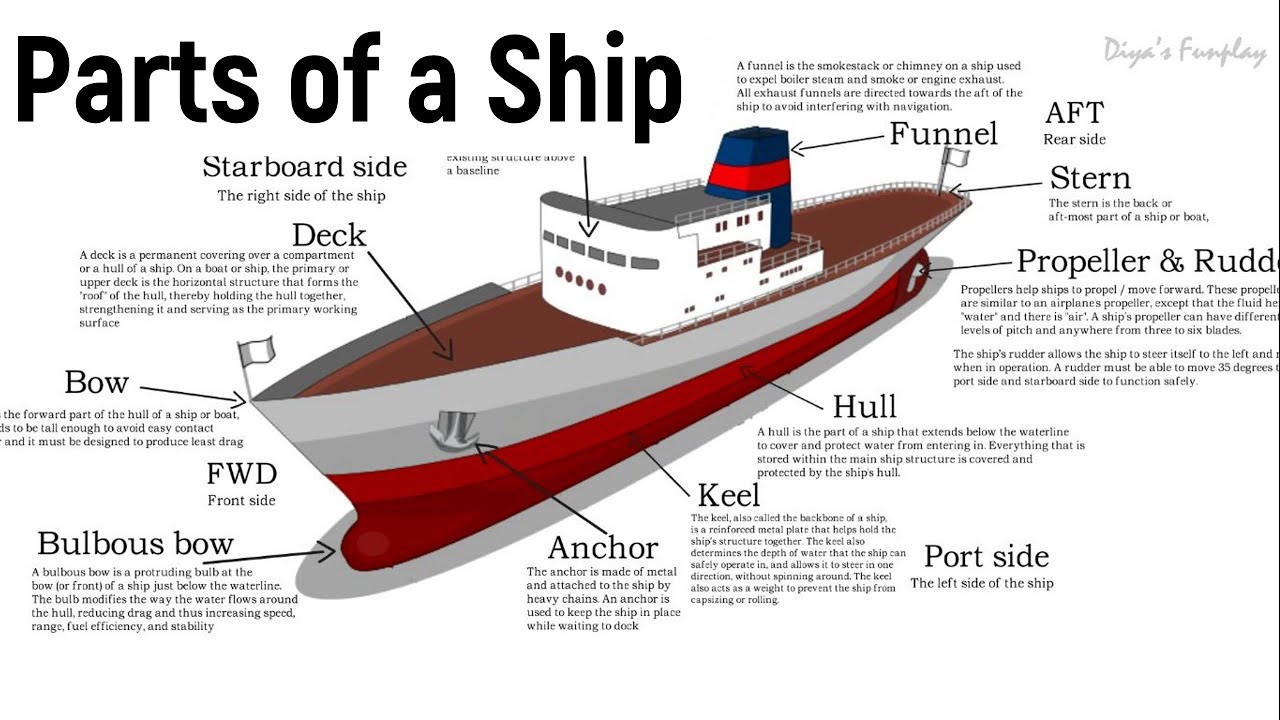 Parts of a Ship
Diya's Funplay
A funnel is the smokestack or chimney on a ship used
to expel boiler steam and smoke or engine exhaust.
All exhaust funnels are directed towards the aft of the
ship to avoid interfering with navigation.
Funnel
AFT
Rear side
Starboard side
The right side of the ship
existing structure above
a baseline
Stern
The stern is the back or
aft-most part of a ship or boat,
Deck
A deck is a permanent covering over a compartment
or a hull of a ship. On a boat or ship, the primary or
upper deck is the horizontal structure that forms the
"roof" of the hull, thereby holding the hull together,
strengthening it and serving as the primary working
surface
Propeller & Rudde
Propellers help ships to propel / move forward. These propelle
are similar to an airplane's propeller, except that the fluid he
"water" and there is "air". A ship's propeller can have different
levels of pitch and anywhere from three to six blades.
The ship's rudder allows the ship to steer itself to the left and
when in operation. A rudder must be able to move 35 degrees
port side and starboard side to function safely.
Bow
the forward part of the hull of a ship or boat,
ds to be tall enough to avoid easy contact
and it must be designed to produce least drag
FWD
Front side
Hull
A hull is the part of a ship that extends below the waterline
to cover and protect water from entering in. Everything that is
stored within the main ship structure is covered and
protected by the ship's hull.
Keel
The keel, also called the backbone of a ship,
is a reinforced metal plate that helps hold the
ship's structure together. The keel also
determines the depth of water that the ship can
safely operate in, and allows it to steer in one
direction, without spinning around. The keel
also acts as a weight to prevent the ship from
capsizing or rolling.
Bulbous bow
A bulbous bow is a protruding bulb at the
bow (or front) of a ship just below the waterline.
The bulb modifies the way the water flows around
the hull, reducing drag and thus increasing speed,
range, fuel efficiency, and stability
Anchor
The anchor is made of metal
and attached to the ship by
heavy chains. An anchor is
used to keep the ship in place
while waiting to dock
Port side
The left side of the ship